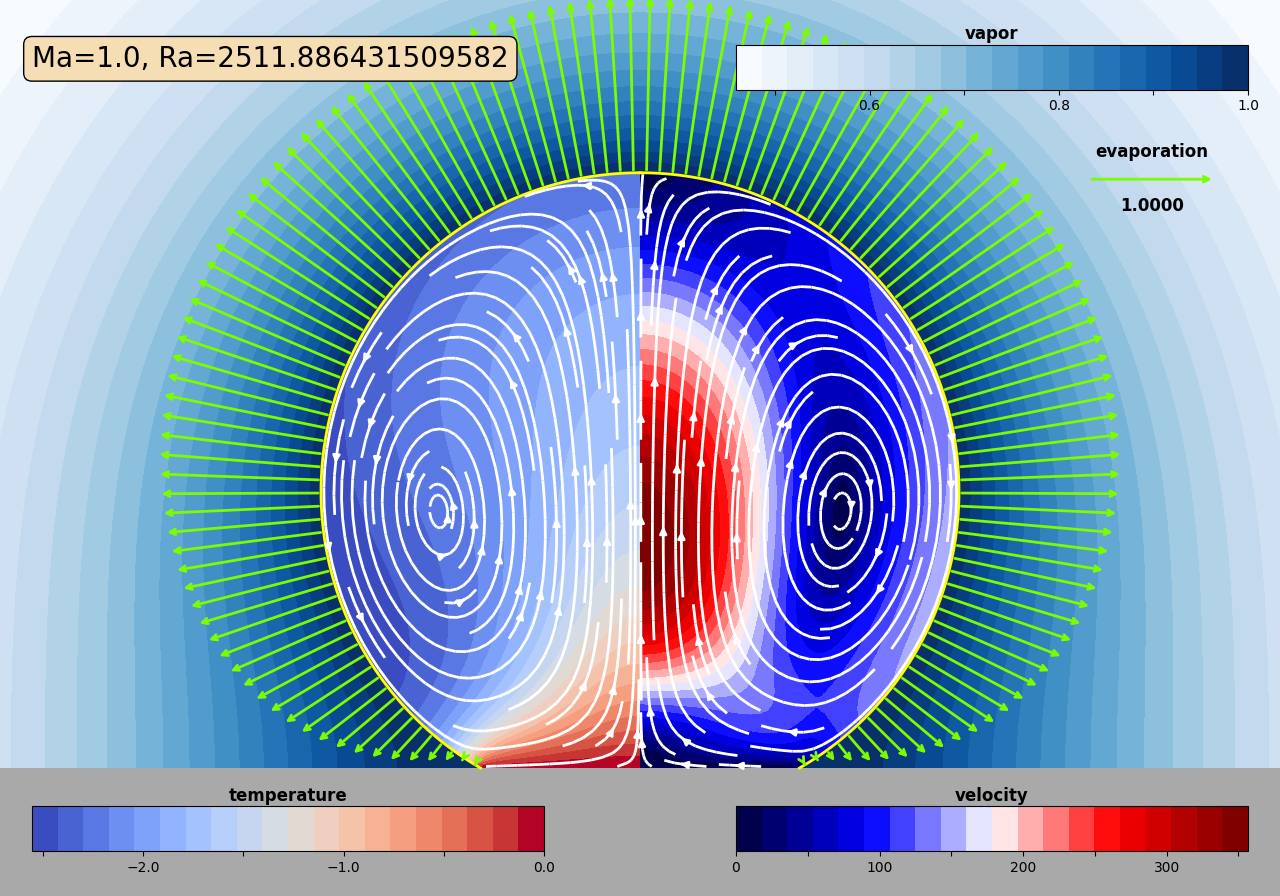 Ma=1.0, Ra=2511.886431509582
vapor
0.6 0.8 1.0
evaporation
1.0000
temperature
−2.0 −1.0 0.0
velocity
0 100 200 300